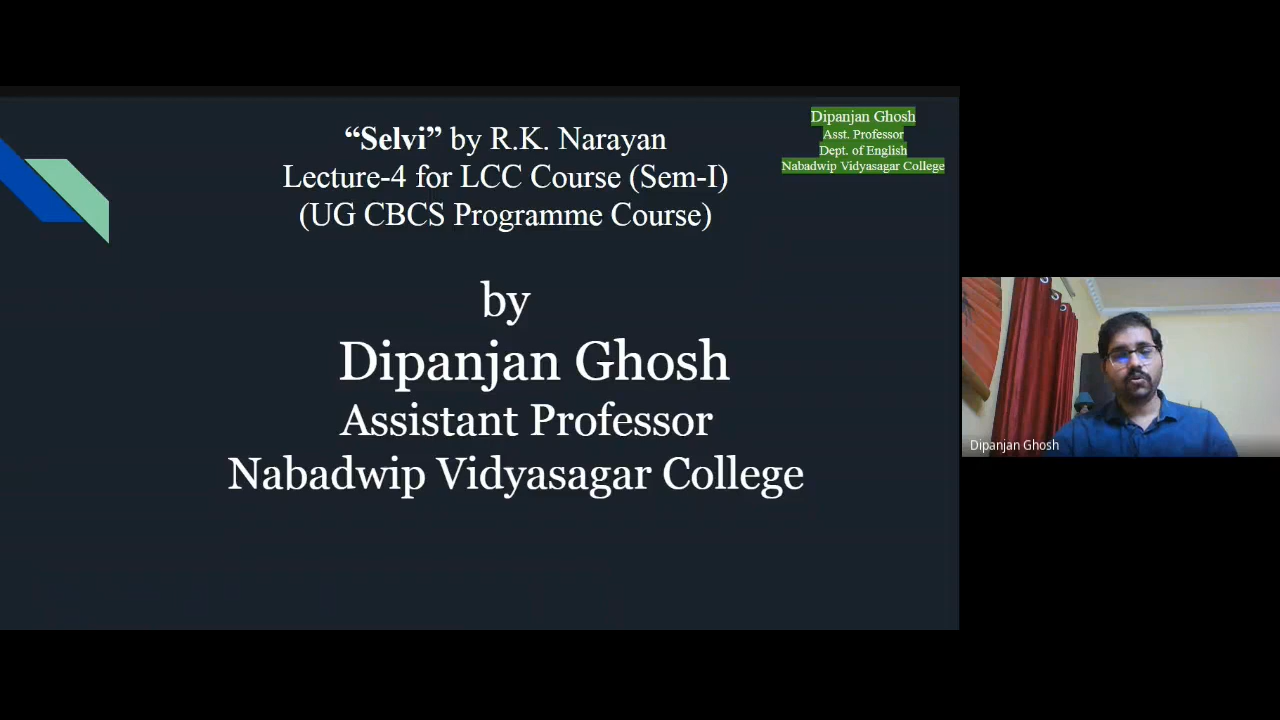 “Selvi” by R.K. Narayan
Lecture-4 for LCC Course (Sem-I)
(UG CBCS Programme Course)
Dipanjan Ghosh
Asst. Professor
Dept. of English
Nabadwip Vidyasagar College
by
Dipanjan Ghosh
Assistant Professor
Nabadwip Vidyasagar College
Dipanjan Ghosh